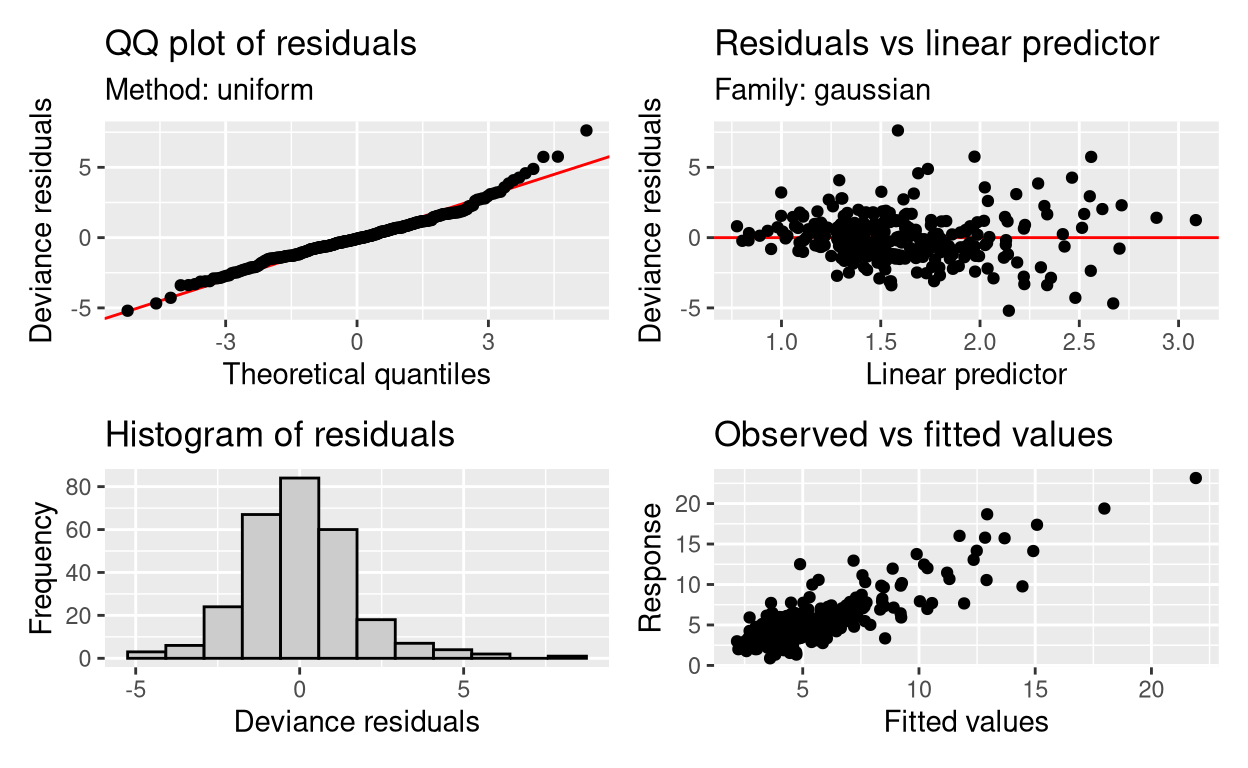 QQ plot of residuals
Method: uniform
Deviance residuals
5
0
-5
-3
0
3
Theoretical quantiles
Residuals vs linear predictor
Family: gaussian
Deviance residuals
5
0
-5
1.0
1.5
2.0
2.5
3.0
Linear predictor
Histogram of residuals
Frequency
80
60
40
20
0
-5
0
5
Deviance residuals
Observed vs fitted values
Response
20
15
10
5
0
5
10
15
20
Fitted values